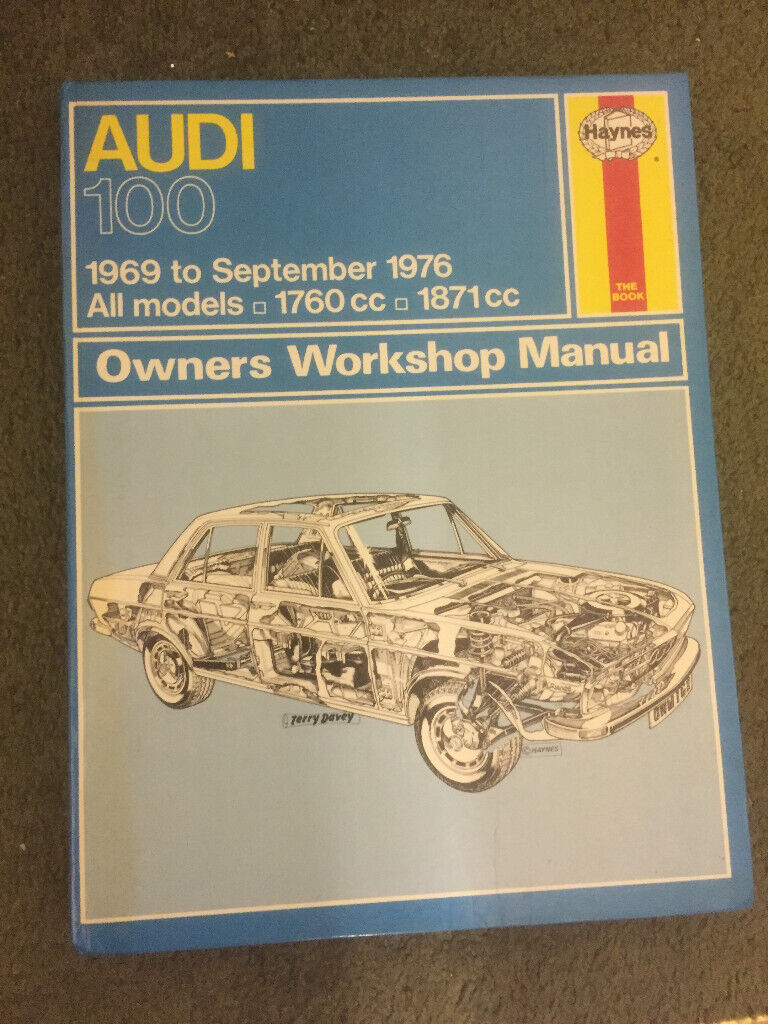 AUDI
100
1969 to September 1976
All models □ 1760 cc □ 1871 cc
Haynes
THE
BOOK
Owners Workshop Manual
Terry Davey
© HAYNES